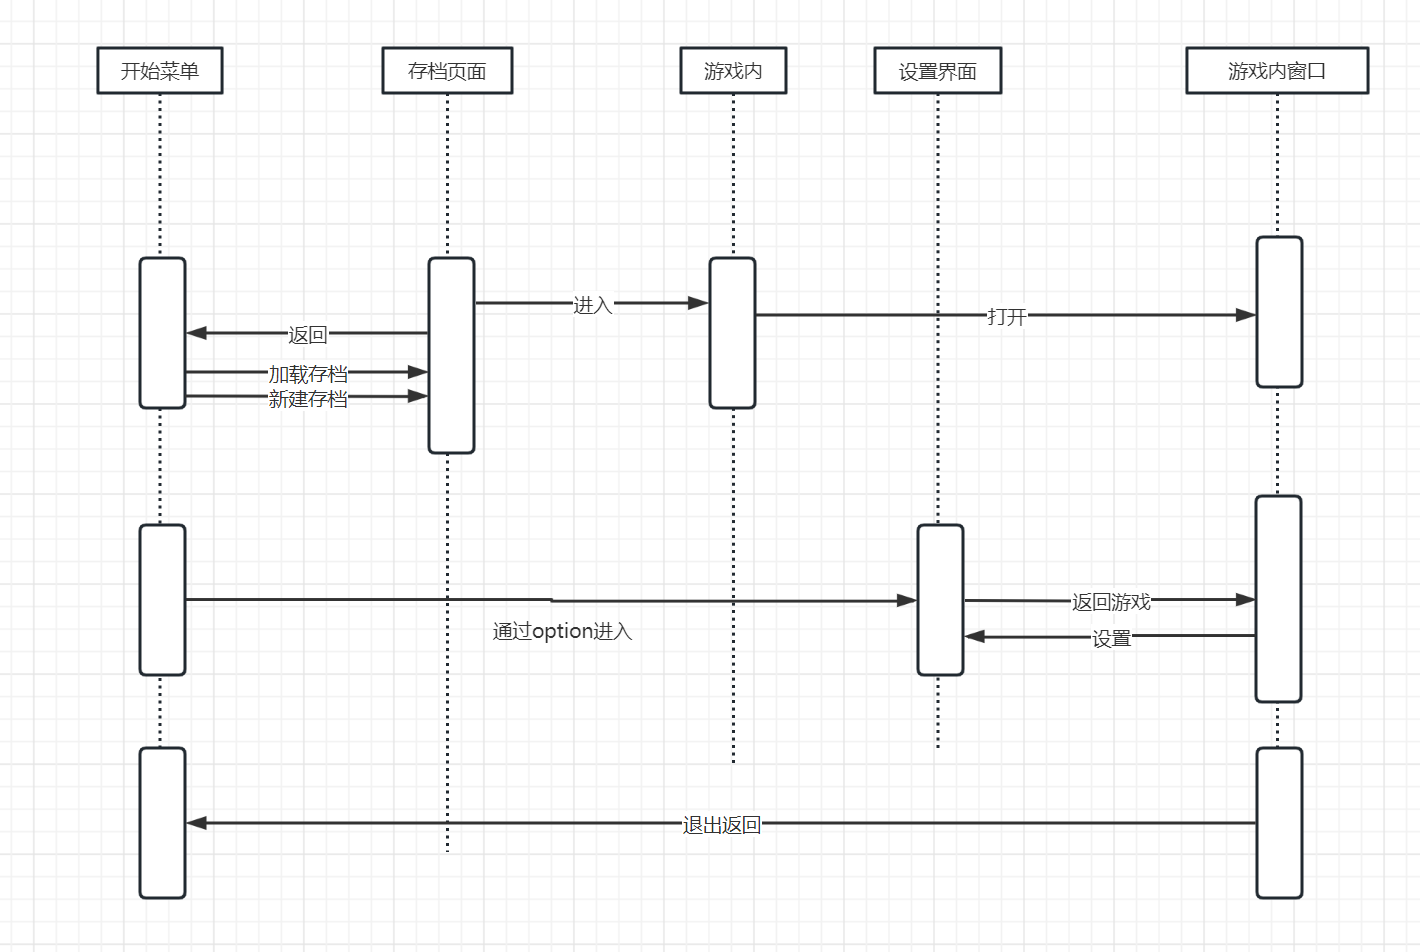 开始菜单
存档页面
游戏内
设置界面
游戏内窗口
进入
打开
返回
加载存档
新建存档
通过option进入
返回游戏
设置
退出返回